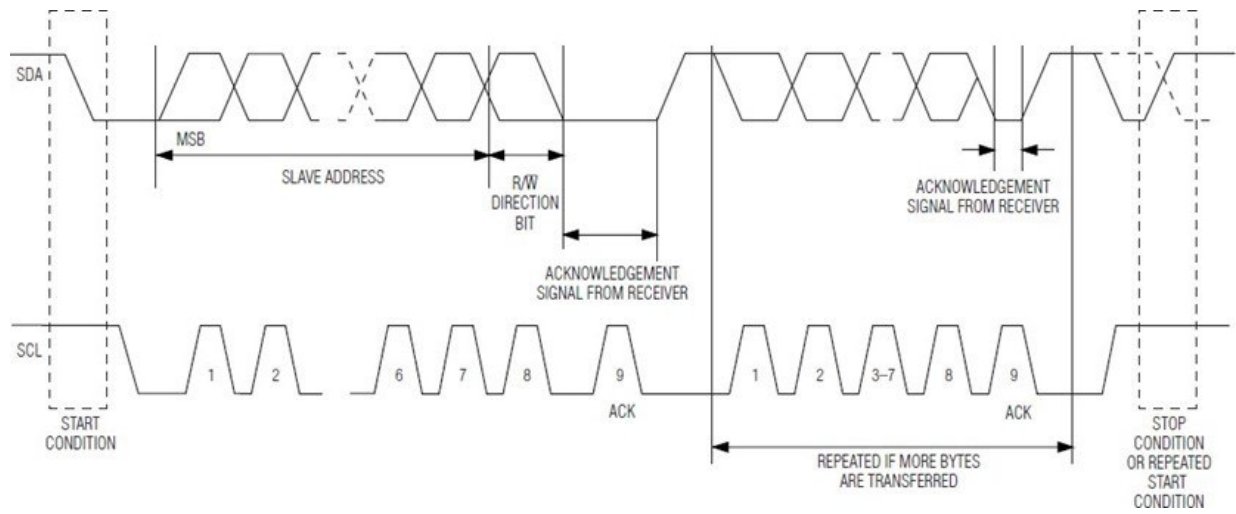 SDA
MSB
SLAVE ADDRESS
R/W̅
DIRECTION
BIT
ACKNOWLEDGEMENT
SIGNAL FROM RECEIVER
ACKNOWLEDGEMENT
SIGNAL FROM RECEIVER
SCL
1 2 6 7 8 9 1 2 3–7 8 9
ACK ACK
START
CONDITION
REPEATED IF MORE BYTES
ARE TRANSFERRED
STOP
CONDITION
OR REPEATED
START
CONDITION